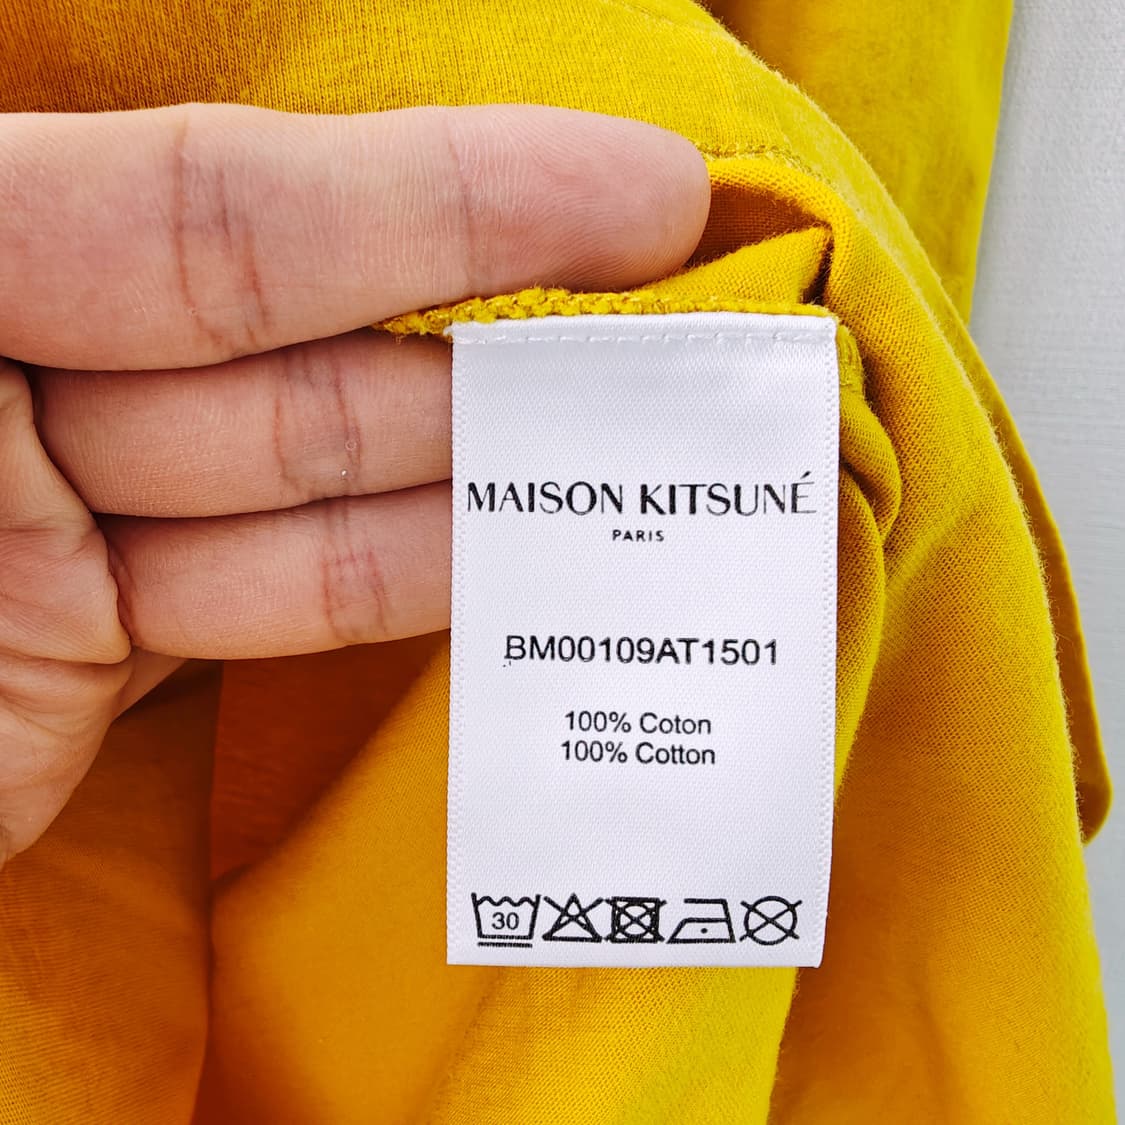 MAISON KITSUNÉ
PARIS
BM00109AT1501
100% Coton
100% Cotton
30